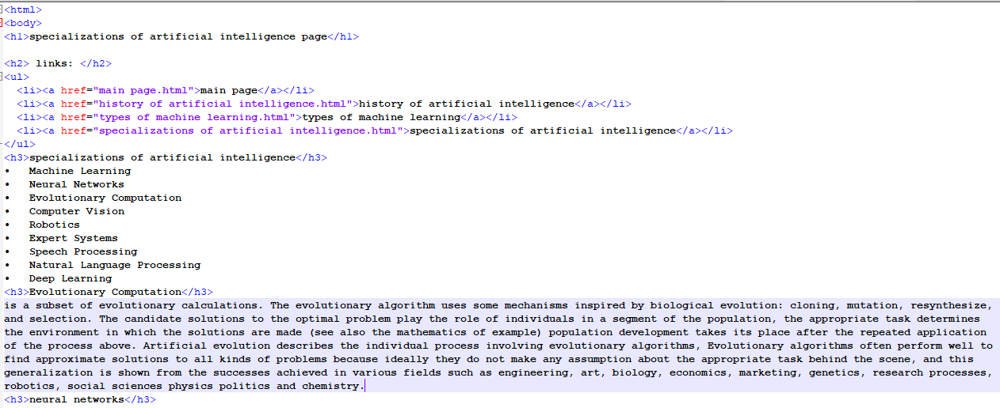 <html>
<body>
<h1>specializations of artificial intelligence page</h1>
<h2> links: </h2>
<ul>
<li><a href="main page.html">main page</a></li>
<li><a href="history of artificial intelligence.html">history of artificial intelligence</a></li>
<li><a href="types of machine learning.html">types of machine learning</a></li>
<li><a href="specializations of artificial intelligence.html">specializations of artificial intelligence</a></li>
</ul>
<h3>specializations of artificial intelligence</h3>
• Machine Learning
• Neural Networks
• Evolutionary Computation
• Computer Vision
• Robotics
• Expert Systems
• Speech Processing
• Natural Language Processing
• Deep Learning
<h3>Evolutionary Computation</h3>
is a subset of evolutionary calculations. The evolutionary algorithm uses some mechanisms inspired by biological evolution: cloning, mutation, resynthesize,
and selection. The candidate solutions to the optimal problem play the role of individuals in a segment of the population, the appropriate task determines
the environment in which the solutions are made (see also the mathematics of example) population development takes its place after the repeated application
of the process above. Artificial evolution describes the individual process involving evolutionary algorithms, Evolutionary algorithms often perform well to
find approximate solutions to all kinds of problems because ideally they do not make any assumption about the appropriate task behind the scene, and this
generalization is shown from the successes achieved in various fields such as engineering, art, biology, economics, marketing, genetics, research processes,
robotics, social sciences physics politics and chemistry.
<h3>neural networks</h3>